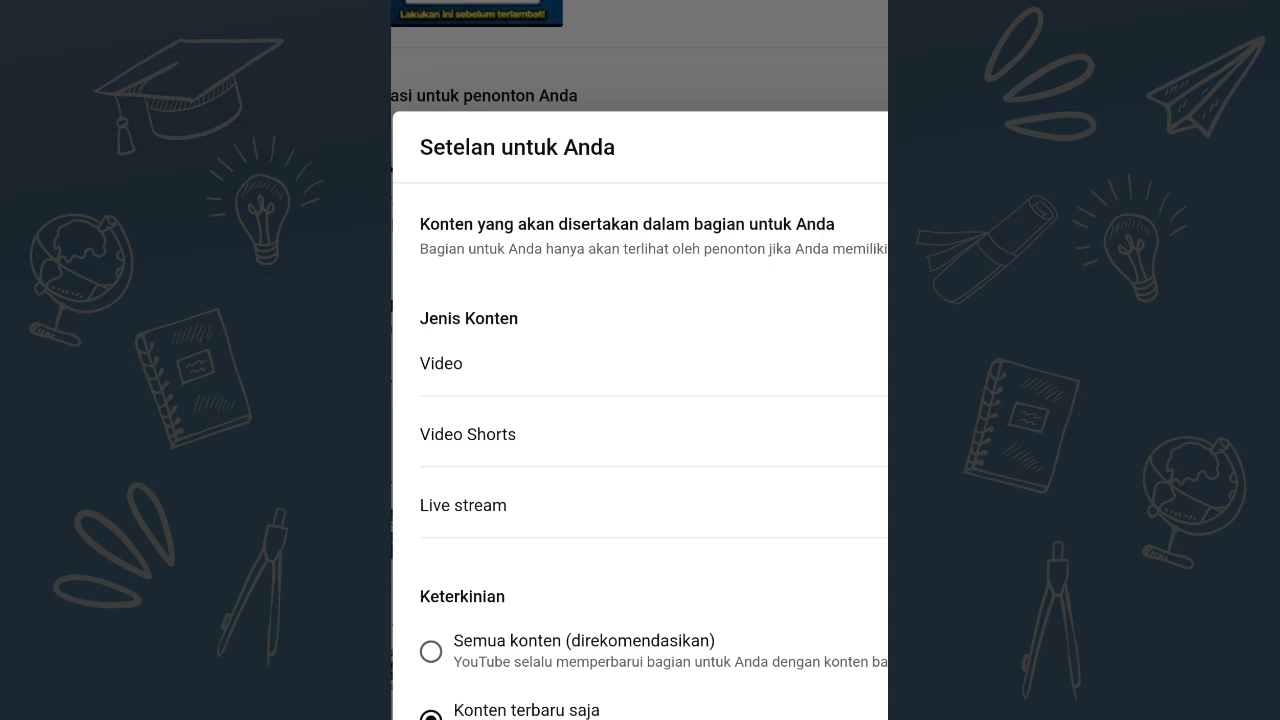 Lakukan ini sebelum terlambat!
asi untuk penonton Anda
Setelan untuk Anda
Konten yang akan disertakan dalam bagian untuk Anda
Bagian untuk Anda hanya akan terlihat oleh penonton jika Anda memiliki
Jenis Konten
Video
Video Shorts
Live stream
Keterkinian
Semua konten (direkomendasikan)
YouTube selalu memperbarui bagian untuk Anda dengan konten ba
Konten terbaru saja